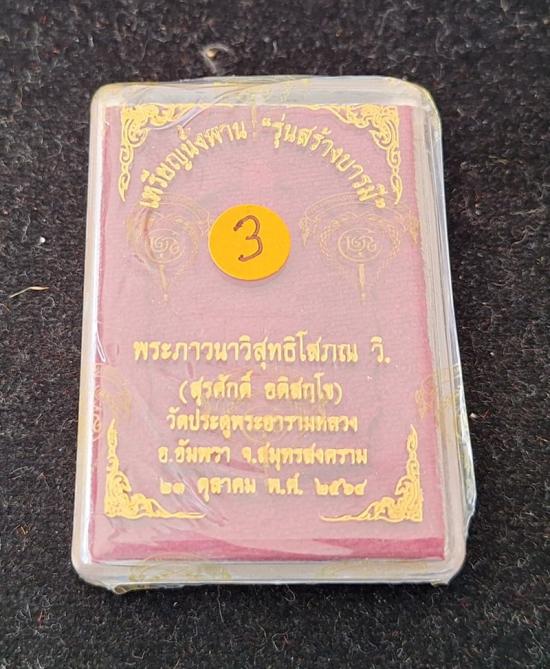 เหรียญนั่งพาน "รุ่นสร้างบารมี"
3
พระภาวนาวิสุทธิโสภณ วิ.
(สุรศักดิ์ อติสกฺโข)
วัดประดู่พระอารามหลวง
อ.อัมพวา จ.สมุทรสงคราม
๒๓ ตุลาคม พ.ศ. ๒๕๖๔